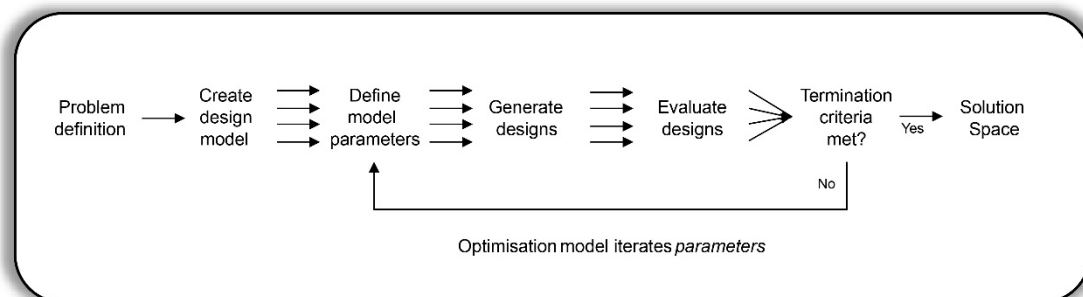 Problem
definition
Create
design
model
Define
model
parameters
Generate
designs
Evaluate
designs
Termination
criteria
met?
Yes
Solution
Space
No
Optimisation model iterates parameters